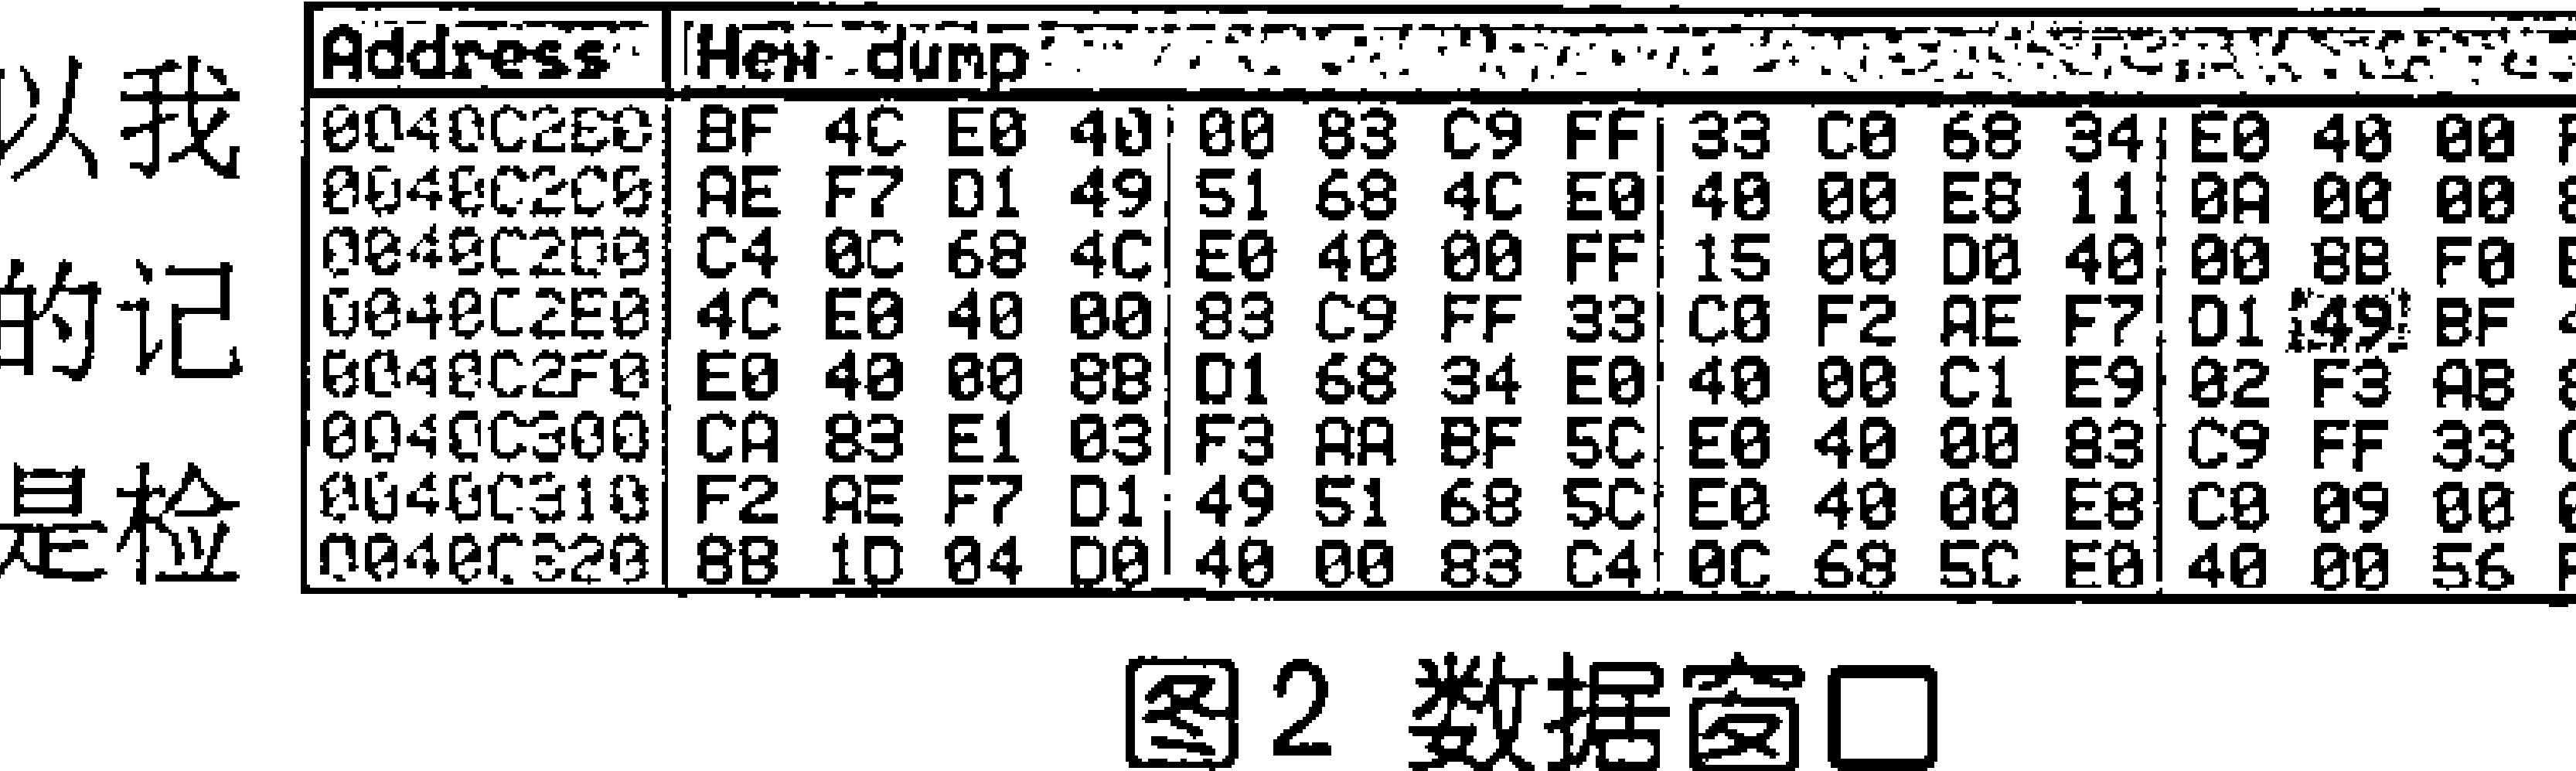 以我
的记
是检
Address Hex dump
0040C2B0 BF 4C E0 40 00 83 C9 FF 33 C0 68 34 E0 40 00
0040C2C0 AE F7 D1 49 51 68 4C E0 40 00 E8 11 0A 00 00
0040C2D0 C4 0C 68 4C E0 40 00 FF 15 00 D0 40 00 8B F0
0040C2E0 4C E0 40 00 83 C9 FF 33 C0 F2 AE F7 D1 49 BF
0040C2F0 E0 40 00 8B D1 68 34 E0 40 00 C1 E9 02 F3 AB
0040C300 CA 83 E1 03 F3 AA BF 5C E0 40 00 83 C9 FF 33
0040C310 F2 AE F7 D1 49 51 68 5C E0 40 00 E8 C0 09 00
0040C320 8B 1D 04 D0 40 00 83 C4 0C 68 5C E0 40 00 56
图2 数据窗口